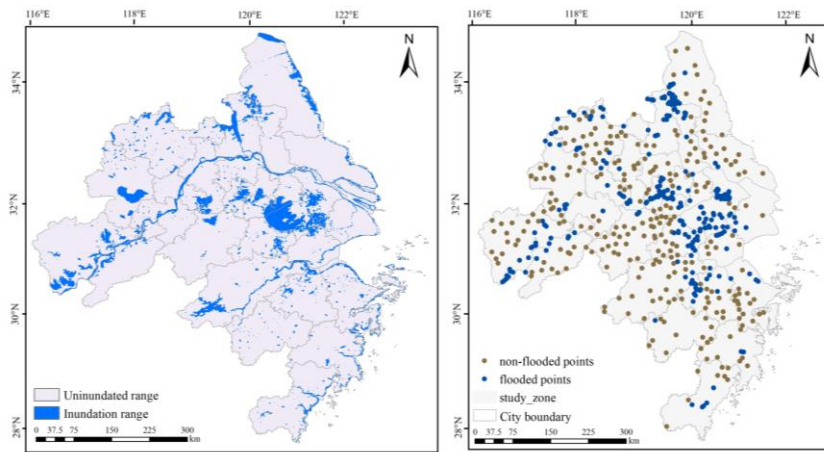 116°E 118°E 120°E 122°E
34°N
32°N
30°N
28°N
N
Uninundated range
Inundation range
0 37.5 75 150 225 300
km
116°E 118°E 120°E 122°E
34°N
32°N
30°N
28°N
N
non-flooded points
flooded points
study_zone
City boundary
0 37.5 75 150 225 300
km